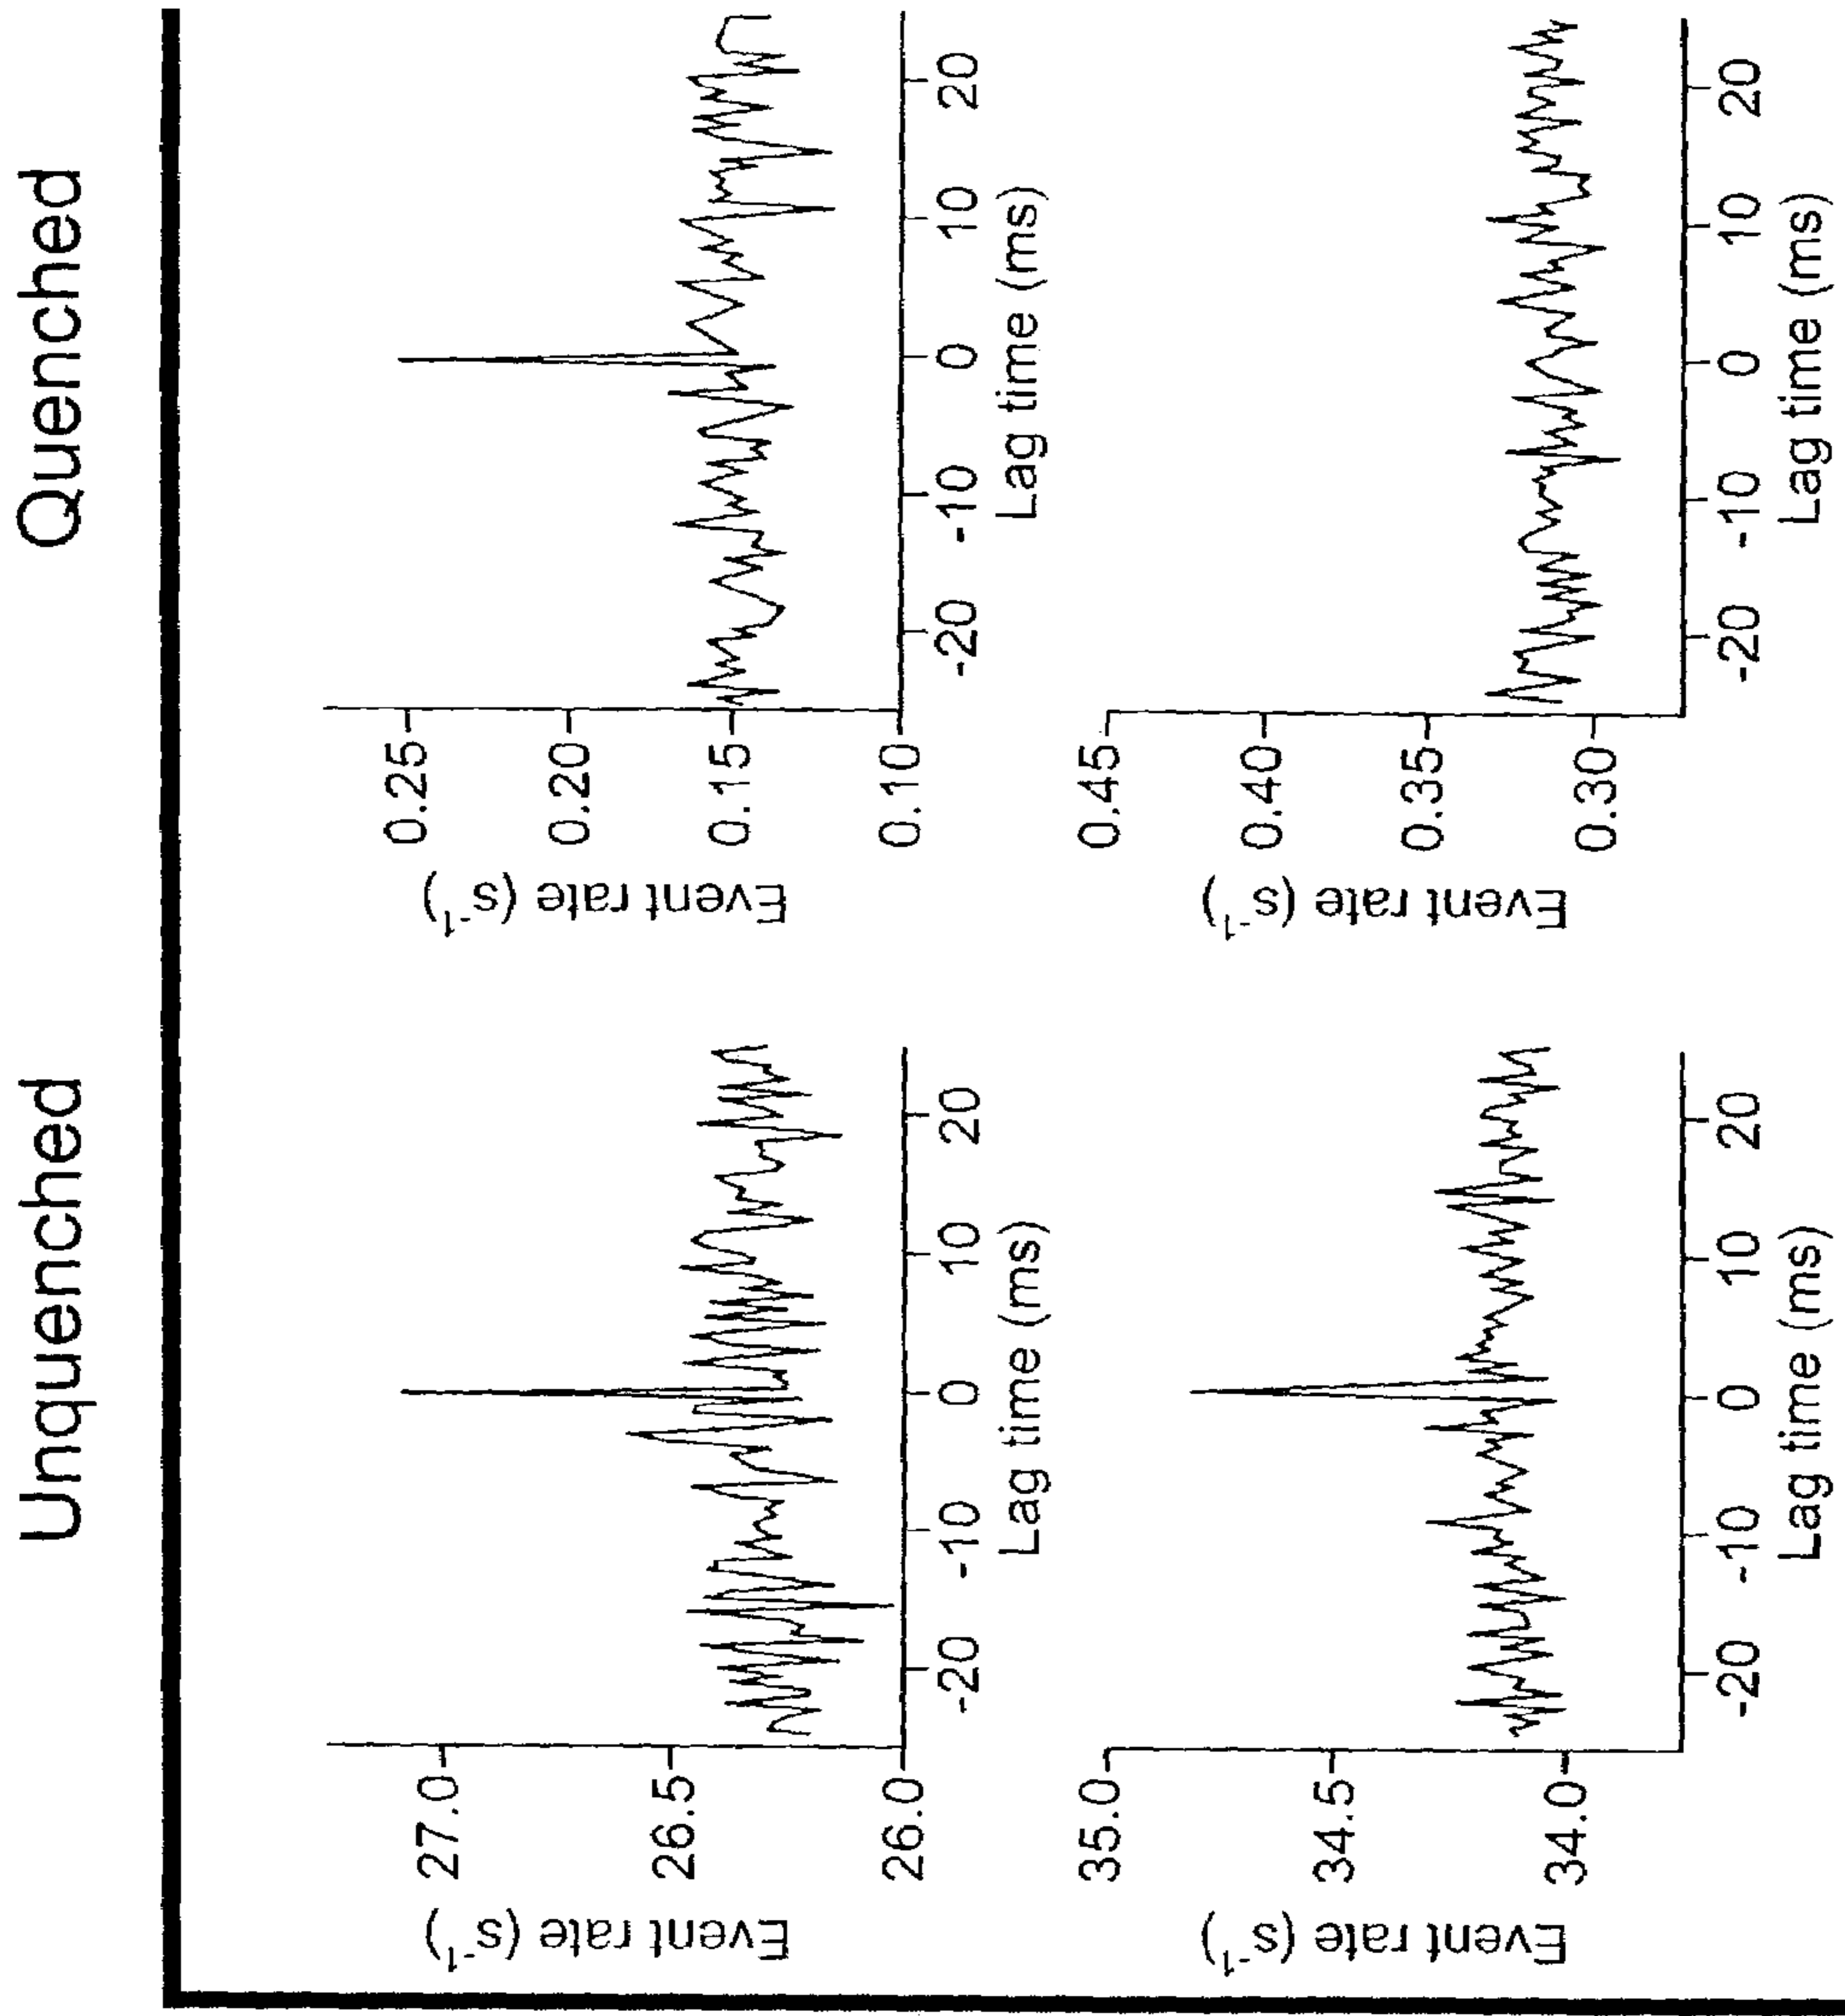 Unquenched
Quenched
Event rate (s⁻¹)
27.0
26.5
26.0
-20 -10 0 10 20
Lag time (ms)
Event rate (s⁻¹)
0.25
0.20
0.15
0.10
-20 -10 0 10 20
Lag time (ms)
Event rate (s⁻¹)
35.0
34.5
34.0
-20 -10 0 10 20
Lag time (ms)
Event rate (s⁻¹)
0.45
0.40
0.35
0.30
-20 -10 0 10 20
Lag time (ms)